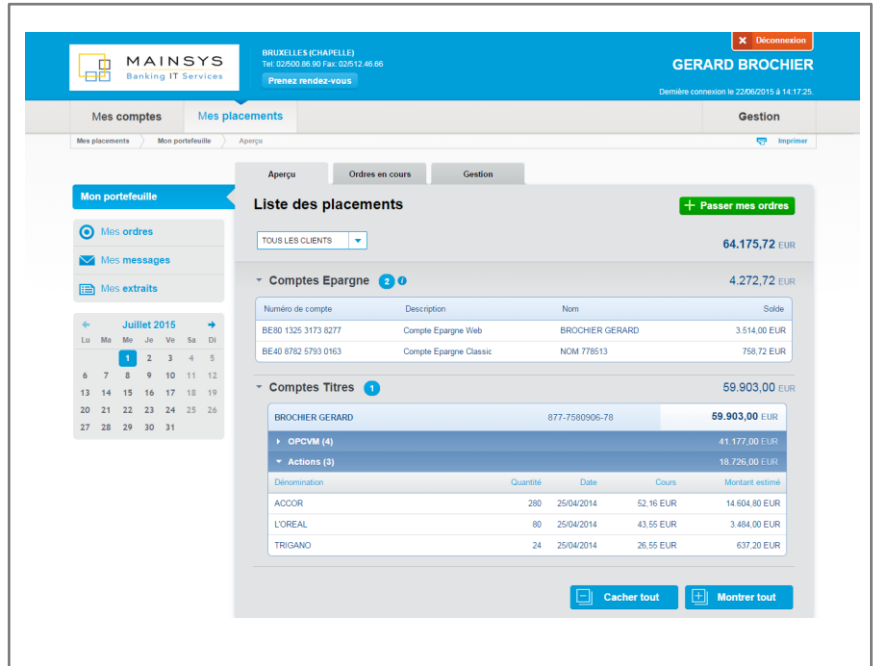 MAINSYS
Banking IT Services
BRUXELLES (CHAPELLE)
Tel: 02/500.86.90 Fax: 02/512.46.66
Prenez rendez-vous
Déconnexion
GERARD BROCHIER
Dernière connexion le 22/06/2015 à 14:17:25.
Mes comptes Mes placements Gestion
Mes placements Mon portefeuille Aperçu Imprimer
Aperçu Ordres en cours Gestion
Mon portefeuille
Mes ordres
Mes messages
Mes extraits
Juillet 2015
Lu Ma Me Je Ve Sa Di
1 2 3 4 5
6 7 8 9 10 11 12
13 14 15 16 17 18 19
20 21 22 23 24 25 26
27 28 29 30 31
Liste des placements
Passer mes ordres
TOUS LES CLIENTS
64.175,72 EUR
Comptes Epargne 2 4.272,72 EUR
Numéro de compte Description Nom Solde
BE80 1325 3173 8277 Compte Epargne Web BROCHIER GERARD 3.514,00 EUR
BE40 8782 5793 0163 Compte Epargne Classic NOM 778513 758,72 EUR
Comptes Titres 1 59.903,00 EUR
BROCHIER GERARD 877-7580906-78 59.903,00 EUR
OPCVM (4) 41.177,00 EUR
Actions (3) 18.726,00 EUR
Dénomination Quantité Date Cours Montant estimé
ACCOR 280 25/04/2014 52,16 EUR 14.604,80 EUR
L'OREAL 80 25/04/2014 43,55 EUR 3.484,00 EUR
TRIGANO 24 25/04/2014 26,55 EUR 637,20 EUR
Cacher tout Montrer tout